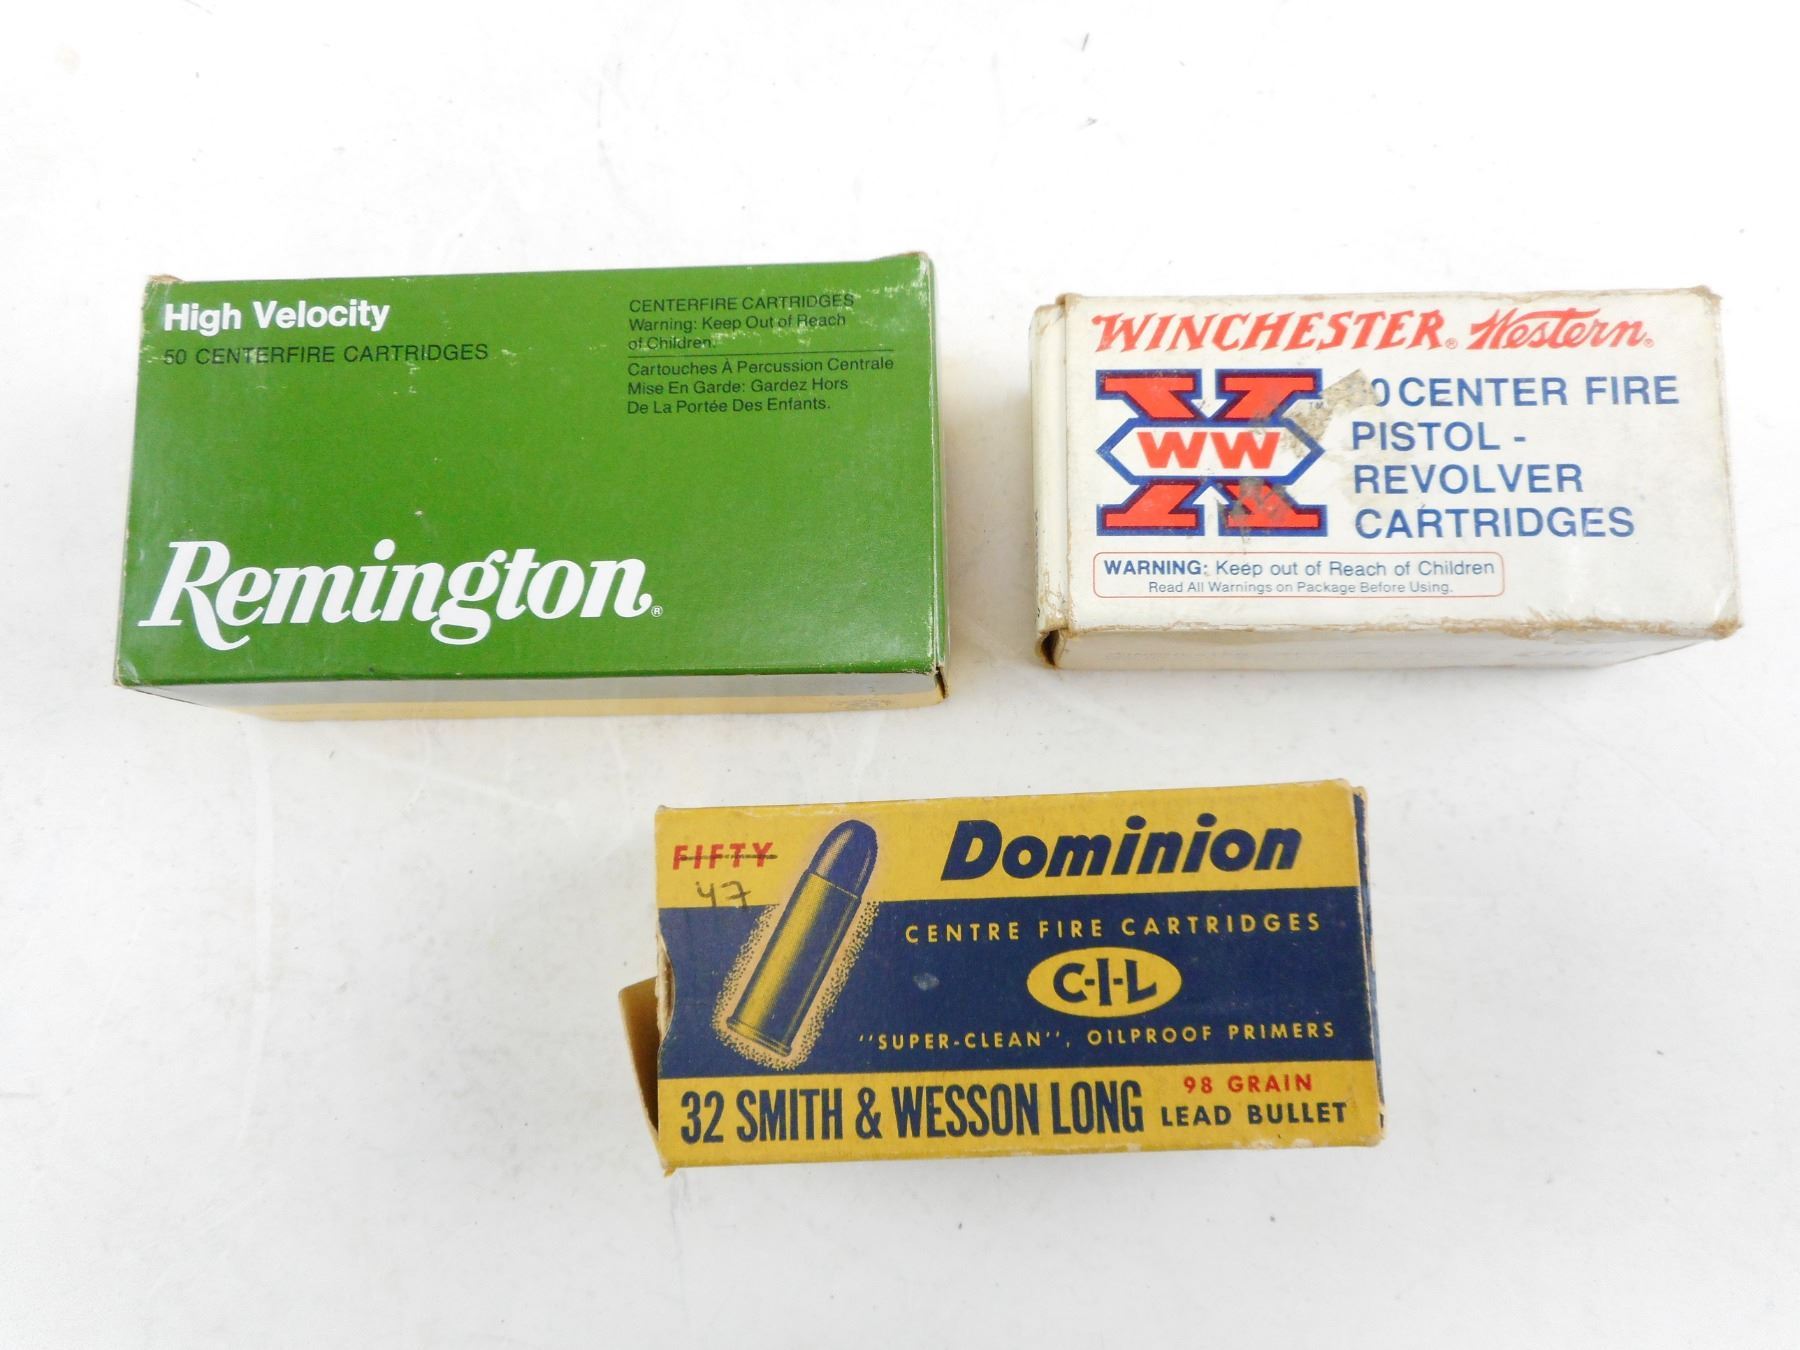 High Velocity
50 CENTERFIRE CARTRIDGES
CENTERFIRE CARTRIDGES
Warning: Keep Out of Reach
of Children.
Cartouches À Percussion Centrale
Mise En Garde: Gardez Hors
De La Portée Des Enfants.
Remington®
WINCHESTER® Western®
WW
TM
0 CENTER FIRE
PISTOL -
REVOLVER
CARTRIDGES
WARNING: Keep out of Reach of Children
Read All Warnings on Package Before Using.
FIFTY
47
Dominion
CENTRE FIRE CARTRIDGES
C-I-L
"SUPER-CLEAN", OILPROOF PRIMERS
32 SMITH & WESSON LONG
98 GRAIN
LEAD BULLET